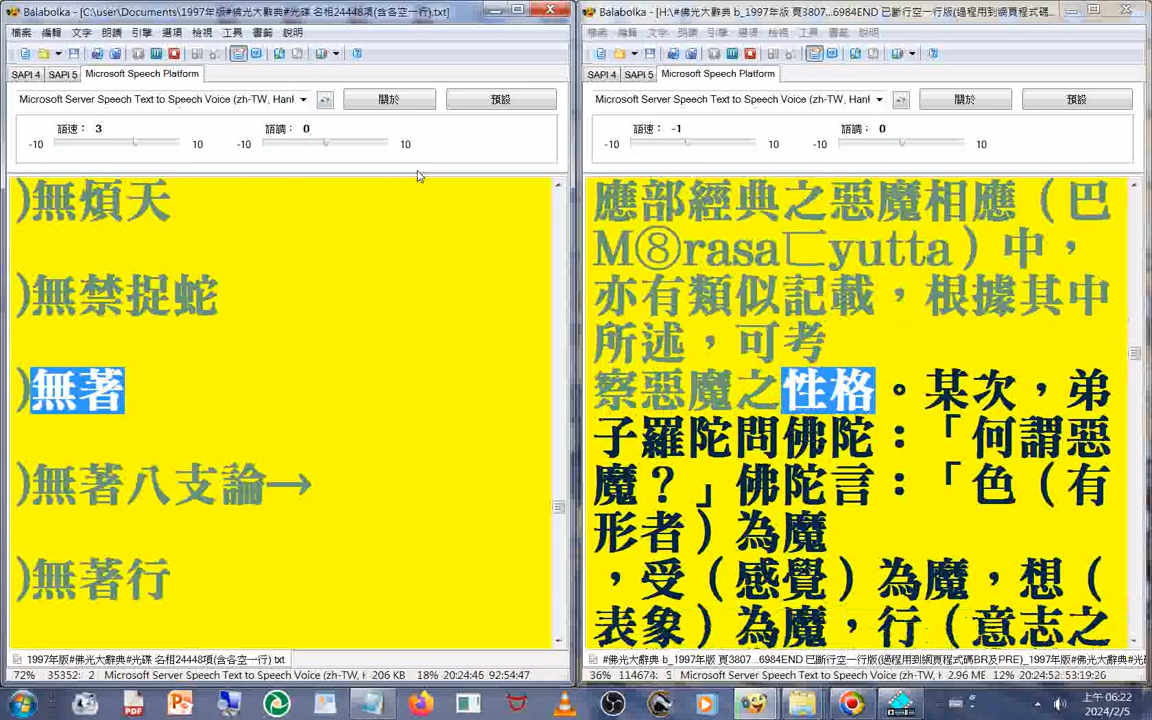 Balabolka - [C:\user\Documents\1997年版#佛光大辭典#光碟 名相24448項(含各空一行).txt]
檔案 編輯 文字 朗讀 引擎 選項 檢視 工具 書籤 說明
SAPI 4 SAPI 5 Microsoft Speech Platform
Microsoft Server Speech Text to Speech Voice (zh-TW, Hanl
關於 預設
語速： 3 語調： 0
-10 10 -10 10
)無煩天
)無禁捉蛇
)無著
)無著八支論→
)無著行
1997年版#佛光大辭典#光碟 名相24448項(含各空一行).txt
72% 35352: 2 Microsoft Server Speech Text to Speech Voice (zh-TW, H 206 KB 18% 20:24:45 92:54:47
Balabolka - [H:\#佛光大辭典 b_1997年版 頁3807...6984END 已斷行空一行版(過程用到網頁程式碼...
檔案 編輯 文字 朗讀 引擎 選項 檢視 工具 書籤 說明
SAPI 4 SAPI 5 Microsoft Speech Platform
Microsoft Server Speech Text to Speech Voice (zh-TW, Hanl
關於 預設
語速： -1 語調： 0
-10 10 -10 10
應部經典之惡魔相應（巴
M⑧rasa匚yutta）中，
亦有類似記載，根據其中
所述，可考
察惡魔之性格。某次，弟
子羅陀問佛陀：「何謂惡
魔？」佛陀言：「色（有
形者）為魔
，受（感覺）為魔，想（
表象）為魔，行（意志之
#佛光大辭典 b_1997年版 頁3807...6984END 已斷行空一行版(過程用到網頁程式碼BR及PRE)_1997年版#光
36% 114674: Microsoft Server Speech Text to Speech Voice (zh-TW, H 2.96 M 12% 20:24:52 53:19:26
上午 06:22
2024/2/5